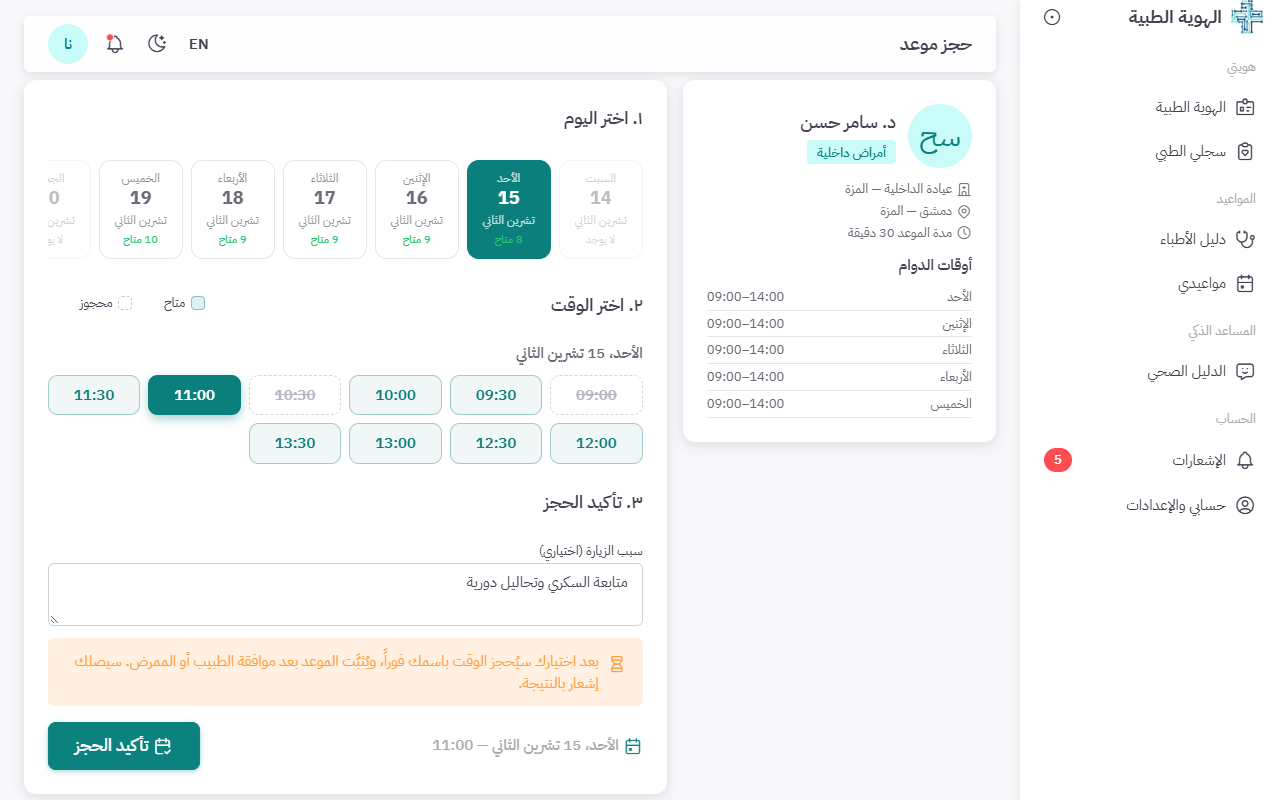 الهوية الطبية
هويتي
الهوية الطبية
سجلي الطبي
المواعيد
دليل الأطباء
مواعيدي
المساعد الذكي
الدليل الصحي
الحساب
الإشعارات
5
حسابي والإعدادات
حجز موعد
EN
نا
سح
د. سامر حسن
أمراض داخلية
عيادة الداخلية — المزة
دمشق — المزة
مدة الموعد 30 دقيقة
أوقات الدوام
الأحد 09:00–14:00
الإثنين 09:00–14:00
الثلاثاء 09:00–14:00
الأربعاء 09:00–14:00
الخميس 09:00–14:00
١. اختر اليوم
السبت
14
تشرين الثاني
لا يوجد
الأحد
15
تشرين الثاني
8 متاح
الإثنين
16
تشرين الثاني
9 متاح
الثلاثاء
17
تشرين الثاني
9 متاح
الأربعاء
18
تشرين الثاني
9 متاح
الخميس
19
تشرين الثاني
10 متاح
٢. اختر الوقت
متاح
محجوز
الأحد، 15 تشرين الثاني
09:00 09:30 10:00 10:30 11:00 11:30
12:00 12:30 13:00 13:30
٣. تأكيد الحجز
سبب الزيارة (اختياري)
متابعة السكري وتحاليل دورية
بعد اختيارك سيُحجز الوقت باسمك فوراً، ويُثبَّت الموعد بعد موافقة الطبيب أو الممرض. سيصلك
إشعار بالنتيجة.
الأحد، 15 تشرين الثاني — 11:00
تأكيد الحجز